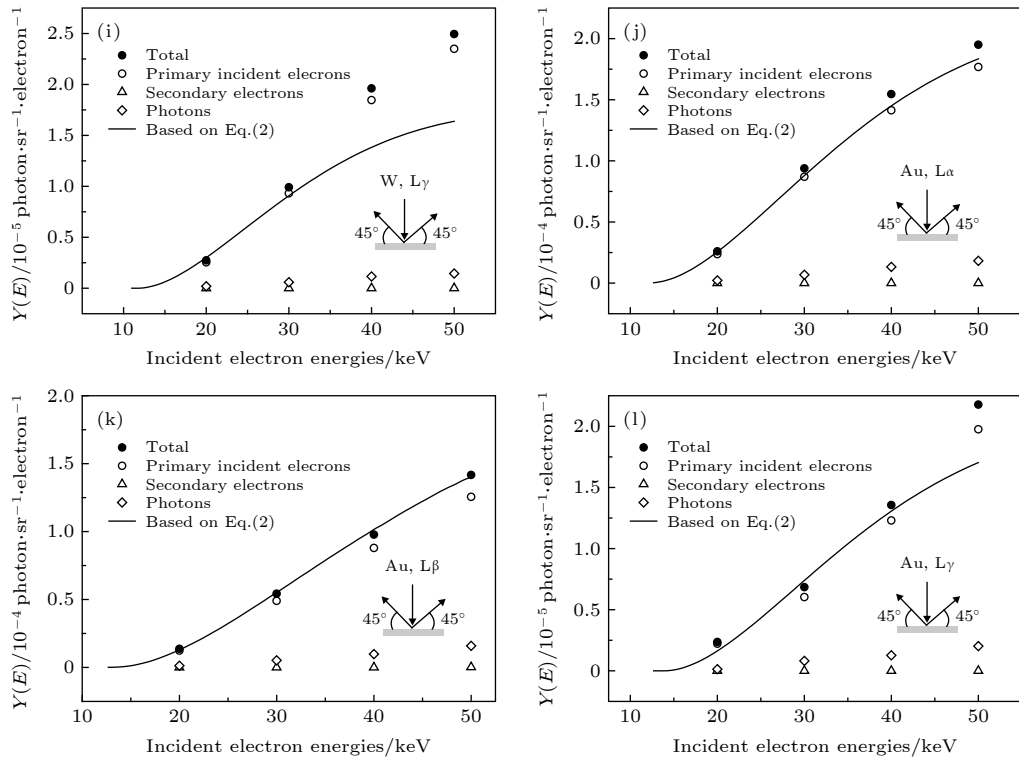 (i)
Total
Primary incident elecrons
Secondary electrons
Photons
Based on Eq.(2)
W, Lγ
45° 45°
2.5
2.0
1.5
1.0
0.5
0
10 20 30 40 50
Y(E)/10⁻⁵ photon·sr⁻¹·electron⁻¹
Incident electron energies/keV
(j)
Total
Primary incident elecrons
Secondary electrons
Photons
Based on Eq.(2)
Au, Lα
45° 45°
2.0
1.5
1.0
0.5
0
10 20 30 40 50
Y(E)/10⁻⁴ photon·sr⁻¹·electron⁻¹
Incident electron energies/keV
(k)
Total
Primary incident elecrons
Secondary electrons
Photons
Based on Eq.(2)
Au, Lβ
45° 45°
2.0
1.5
1.0
0.5
0
10 20 30 40 50
Y(E)/10⁻⁴ photon·sr⁻¹·electron⁻¹
Incident electron energies/keV
(l)
Total
Primary incident elecrons
Secondary electrons
Photons
Based on Eq.(2)
Au, Lγ
45° 45°
2.0
1.5
1.0
0.5
0
10 20 30 40 50
Y(E)/10⁻⁵ photon·sr⁻¹·electron⁻¹
Incident electron energies/keV